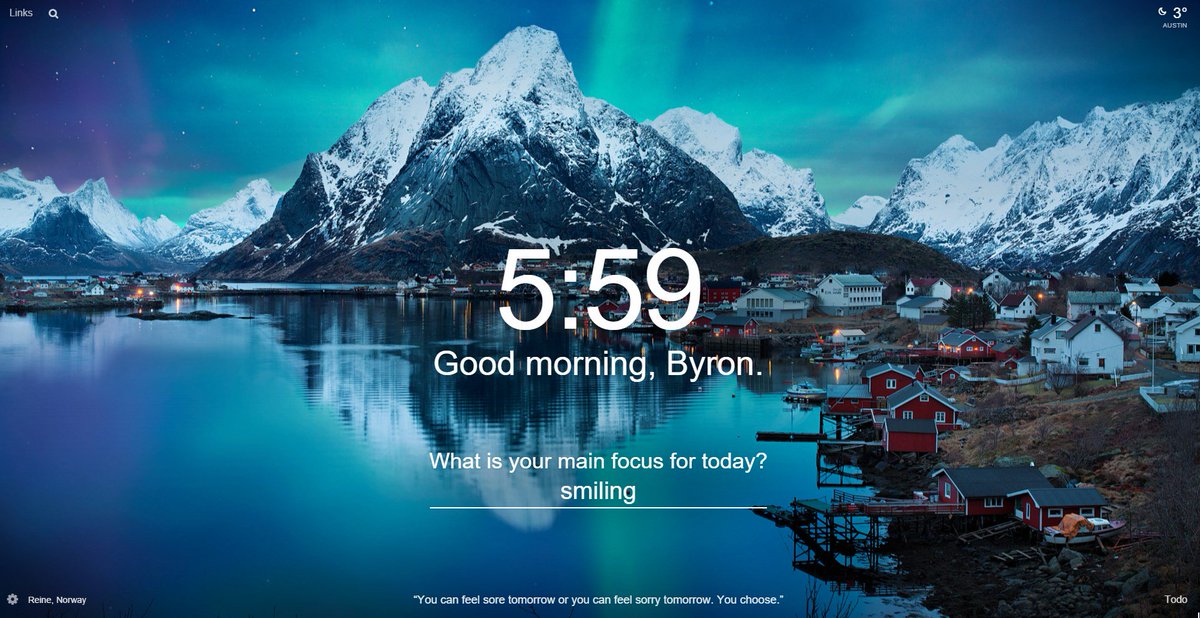 Links
3°
AUSTIN
5:59
Good morning, Byron.
What is your main focus for today?
smiling
Reine, Norway
“You can feel sore tomorrow or you can feel sorry tomorrow. You choose.”
Todo